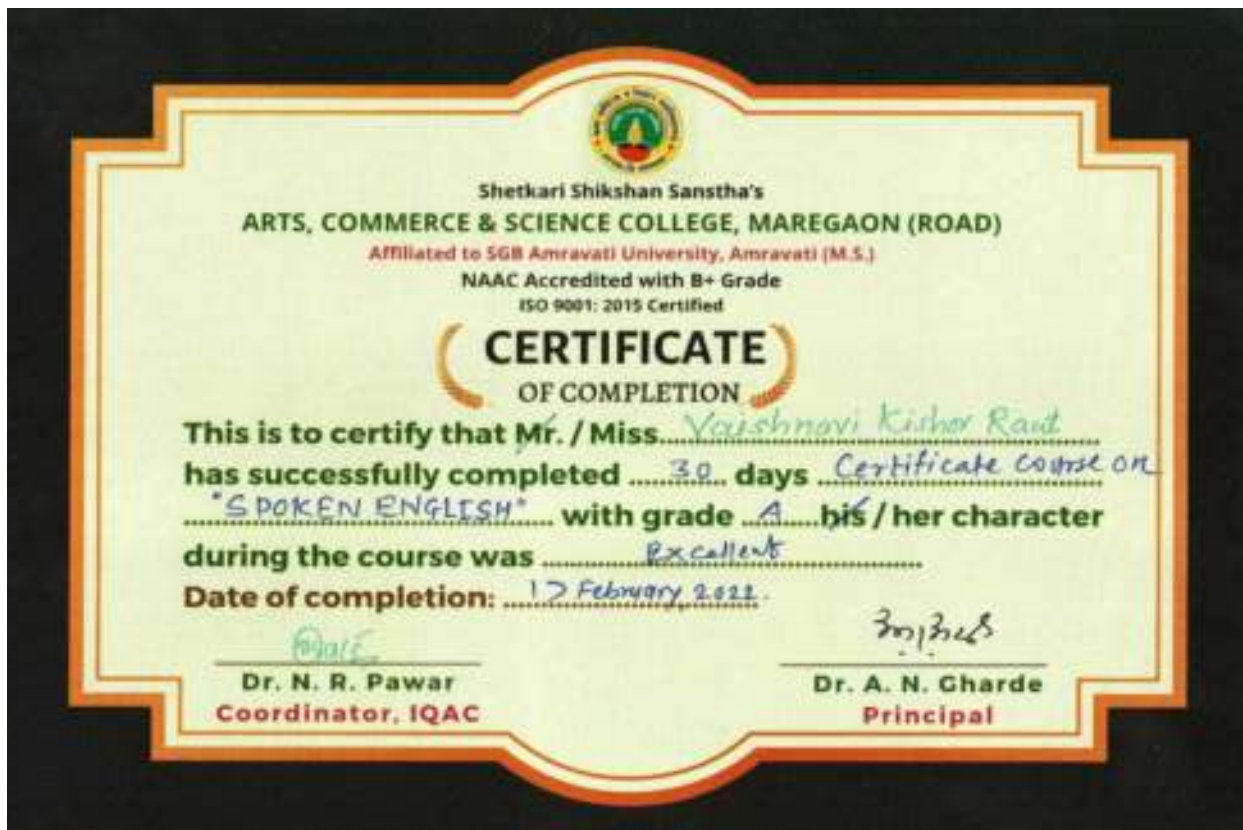 Shetkari Shikshan Sanstha's
ARTS, COMMERCE & SCIENCE COLLEGE, MAREGAON (ROAD)
Affiliated to SGB Amravati University, Amravati (M.S.)
NAAC Accredited with B+ Grade
ISO 9001: 2015 Certified
CERTIFICATE
OF COMPLETION
This is to certify that Mr. / Miss. Vaishnavi Kishor Raut
has successfully completed 30 days Certificate course on
"SPOKEN ENGLISH" with grade A his / her character
during the course was Excellent
Date of completion: February
Dr. N. R. Pawar
Coordinator, IQAC
Dr. A. N. Gharde
Principal